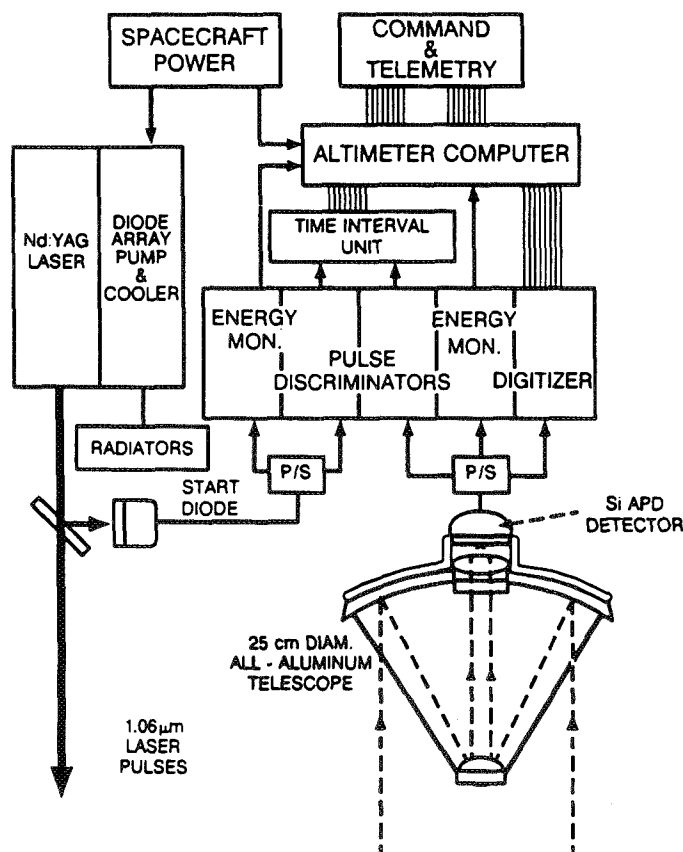 SPACECRAFT
POWER
COMMAND
&
TELEMETRY
ALTIMETER COMPUTER
Nd:YAG
LASER
DIODE
ARRAY
PUMP
&
COOLER
TIME INTERVAL
UNIT
ENERGY
MON.
PULSE
DISCRIMINATORS
ENERGY
MON.
DIGITIZER
RADIATORS
START
DIODE
P/S
P/S
Si APD
DETECTOR
25 cm DIAM.
ALL - ALUMINUM
TELESCOPE
1.06µm
LASER
PULSES